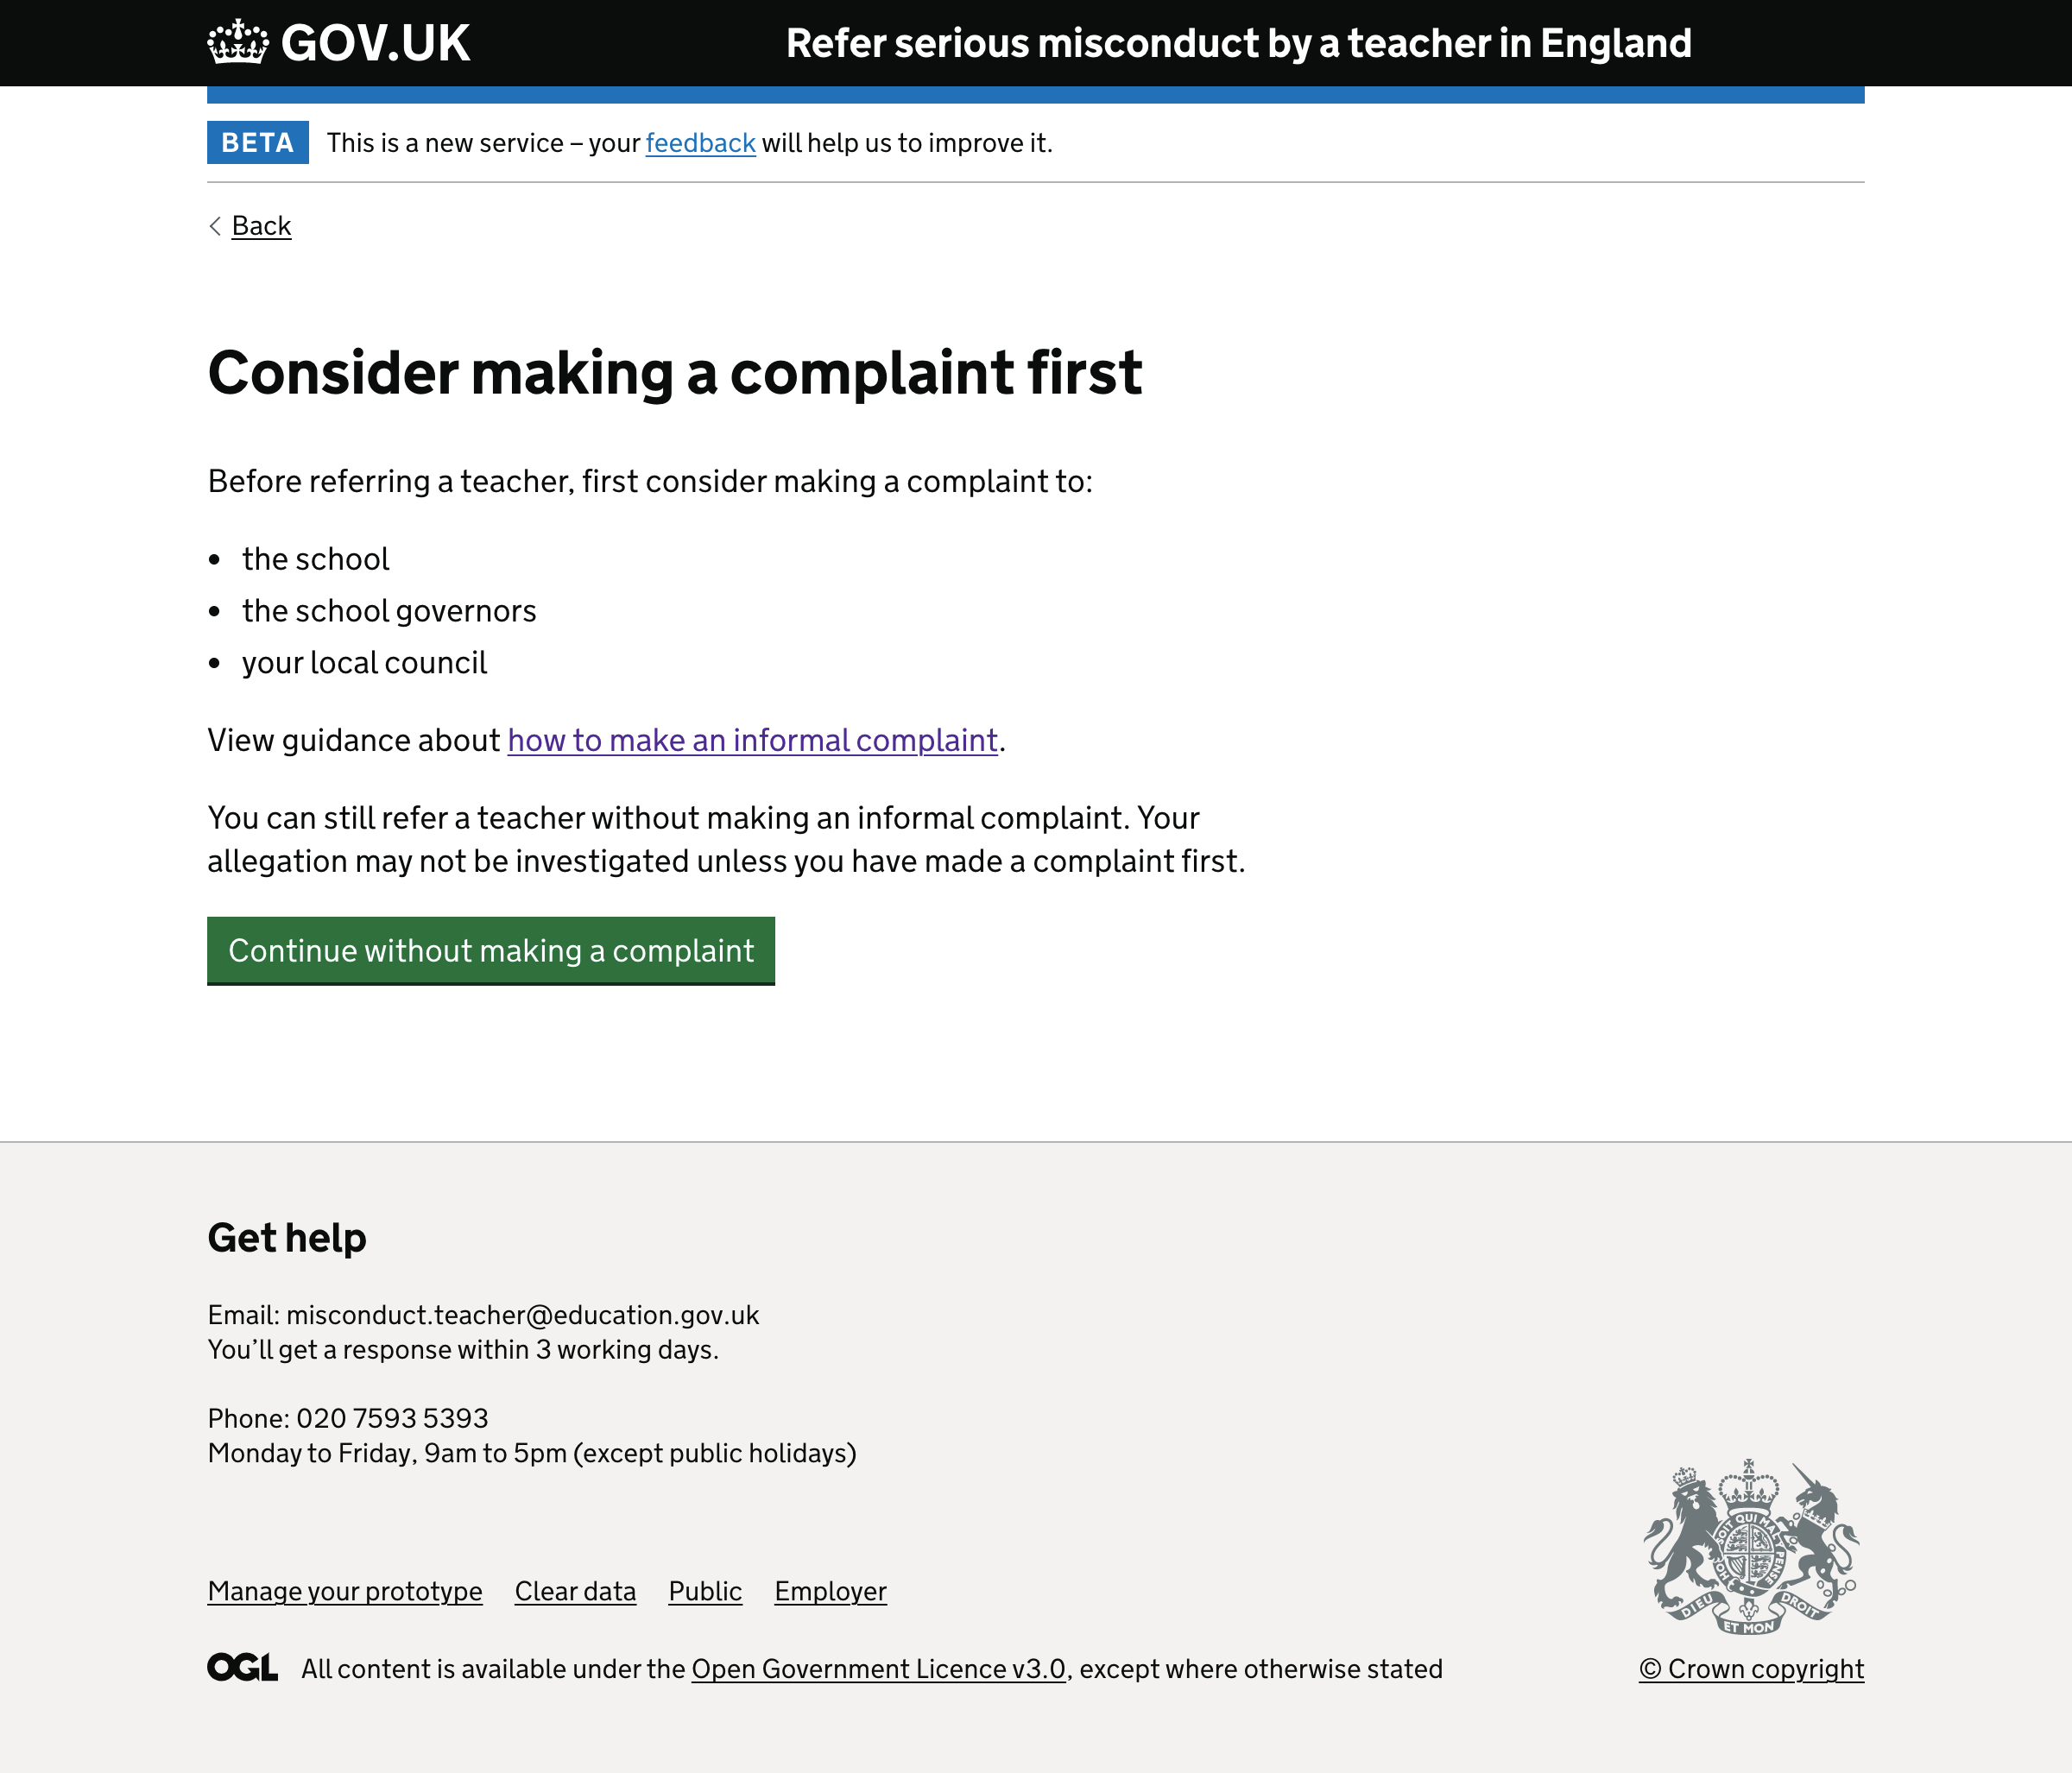 GOV.UK
Refer serious misconduct by a teacher in England
BETA This is a new service – your feedback will help us to improve it.
Back
Consider making a complaint first
Before referring a teacher, first consider making a complaint to:
• the school
• the school governors
• your local council
View guidance about how to make an informal complaint.
You can still refer a teacher without making an informal complaint. Your
allegation may not be investigated unless you have made a complaint first.
Continue without making a complaint
Get help
Email: misconduct.teacher@education.gov.uk
You’ll get a response within 3 working days.
Phone: 020 7593 5393
Monday to Friday, 9am to 5pm (except public holidays)
SOIT QUI MAL
PENSE
HON
DIEU ET MON DROIT
Manage your prototype Clear data Public Employer
OGL All content is available under the Open Government Licence v3.0, except where otherwise stated
© Crown copyright